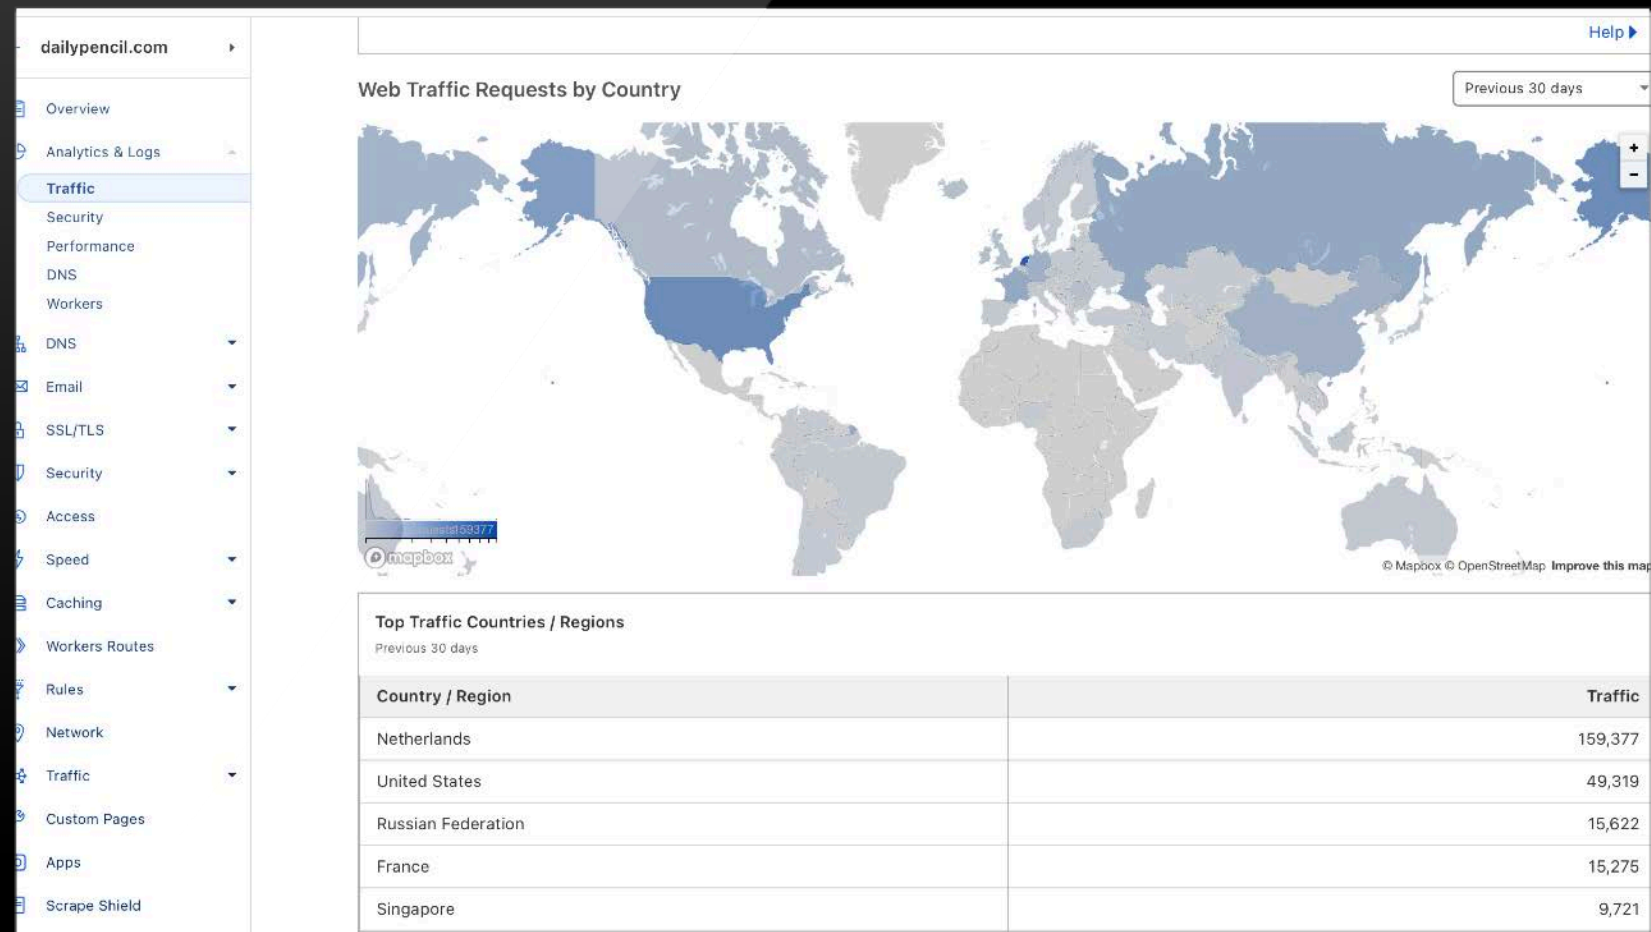 dailypencil.com
Overview
Analytics & Logs
Traffic
Security
Performance
DNS
Workers
DNS
Email
SSL/TLS
Security
Access
Speed
Caching
Workers Routes
Rules
Network
Traffic
Custom Pages
Apps
Scrape Shield
Help
Web Traffic Requests by Country
Previous 30 days
+
-
159377
mapbox
© Mapbox © OpenStreetMap Improve this map
Top Traffic Countries / Regions
Previous 30 days
Country / Region Traffic
Netherlands 159,377
United States 49,319
Russian Federation 15,622
France 15,275
Singapore 9,721